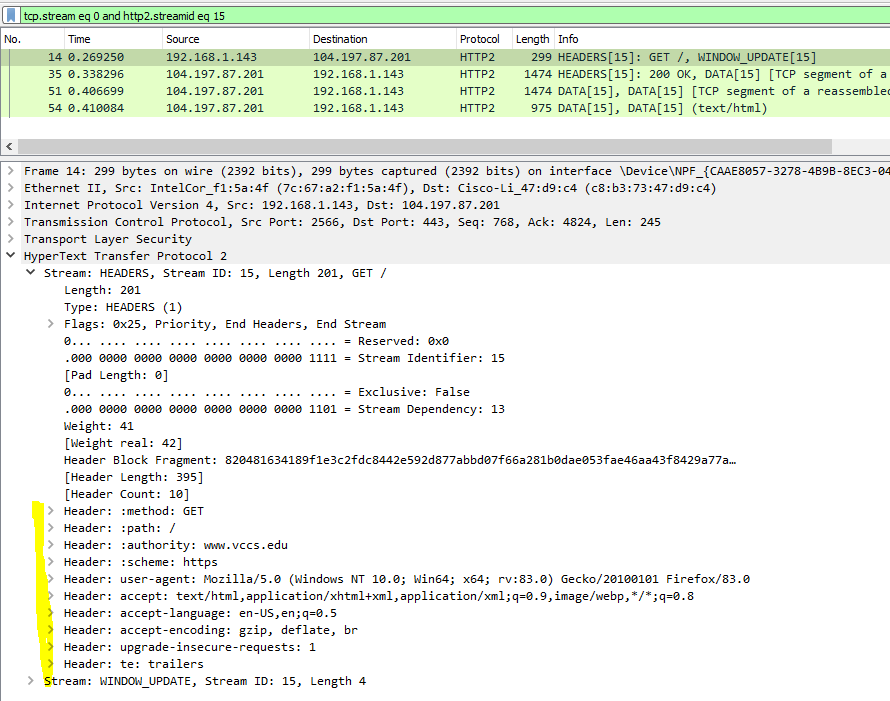 tcp.stream eq 0 and http2.streamid eq 15
No. Time Source Destination Protocol Length Info
14 0.269250 192.168.1.143 104.197.87.201 HTTP2 299 HEADERS[15]: GET /, WINDOW_UPDATE[15]
35 0.338296 104.197.87.201 192.168.1.143 HTTP2 1474 HEADERS[15]: 200 OK, DATA[15] [TCP segment of a
51 0.406699 104.197.87.201 192.168.1.143 HTTP2 1474 DATA[15], DATA[15] [TCP segment of a reassembled
54 0.410084 104.197.87.201 192.168.1.143 HTTP2 975 DATA[15], DATA[15] (text/html)
Frame 14: 299 bytes on wire (2392 bits), 299 bytes captured (2392 bits) on interface \Device\NPF_{CAAE8057-3278-4B9B-8EC3-04
Ethernet II, Src: IntelCor_f1:5a:4f (7c:67:a2:f1:5a:4f), Dst: Cisco-Li_47:d9:c4 (c8:b3:73:47:d9:c4)
Internet Protocol Version 4, Src: 192.168.1.143, Dst: 104.197.87.201
Transmission Control Protocol, Src Port: 2566, Dst Port: 443, Seq: 768, Ack: 4824, Len: 245
Transport Layer Security
HyperText Transfer Protocol 2
Stream: HEADERS, Stream ID: 15, Length 201, GET /
Length: 201
Type: HEADERS (1)
Flags: 0x25, Priority, End Headers, End Stream
0... .... .... .... .... .... .... .... = Reserved: 0x0
.000 0000 0000 0000 0000 0000 0000 1111 = Stream Identifier: 15
[Pad Length: 0]
0... .... .... .... .... .... .... .... = Exclusive: False
.000 0000 0000 0000 0000 0000 0000 1101 = Stream Dependency: 13
Weight: 41
[Weight real: 42]
Header Block Fragment: 820481634189f1e3c2fdc8442e592d877abbd07f66a281b0dae053fae46aa43f8429a77a…
[Header Length: 395]
[Header Count: 10]
Header: :method: GET
Header: :path: /
Header: :authority: www.vccs.edu
Header: :scheme: https
Header: user-agent: Mozilla/5.0 (Windows NT 10.0; Win64; x64; rv:83.0) Gecko/20100101 Firefox/83.0
Header: accept: text/html,application/xhtml+xml,application/xml;q=0.9,image/webp,*/*;q=0.8
Header: accept-language: en-US,en;q=0.5
Header: accept-encoding: gzip, deflate, br
Header: upgrade-insecure-requests: 1
Header: te: trailers
Stream: WINDOW_UPDATE, Stream ID: 15, Length 4